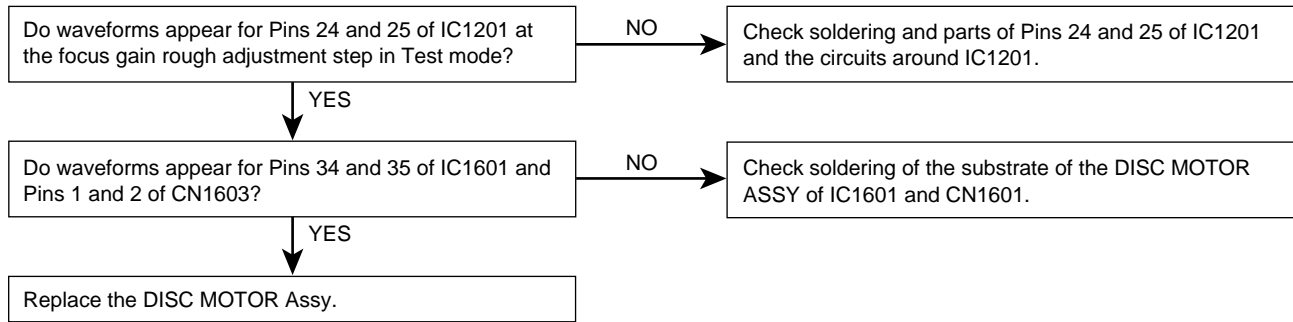 Do waveforms appear for Pins 24 and 25 of IC1201 at
the focus gain rough adjustment step in Test mode?
NO
Check soldering and parts of Pins 24 and 25 of IC1201
and the circuits around IC1201.
YES
Do waveforms appear for Pins 34 and 35 of IC1601 and
Pins 1 and 2 of CN1603?
NO
Check soldering of the substrate of the DISC MOTOR
ASSY of IC1601 and CN1601.
YES
Replace the DISC MOTOR Assy.